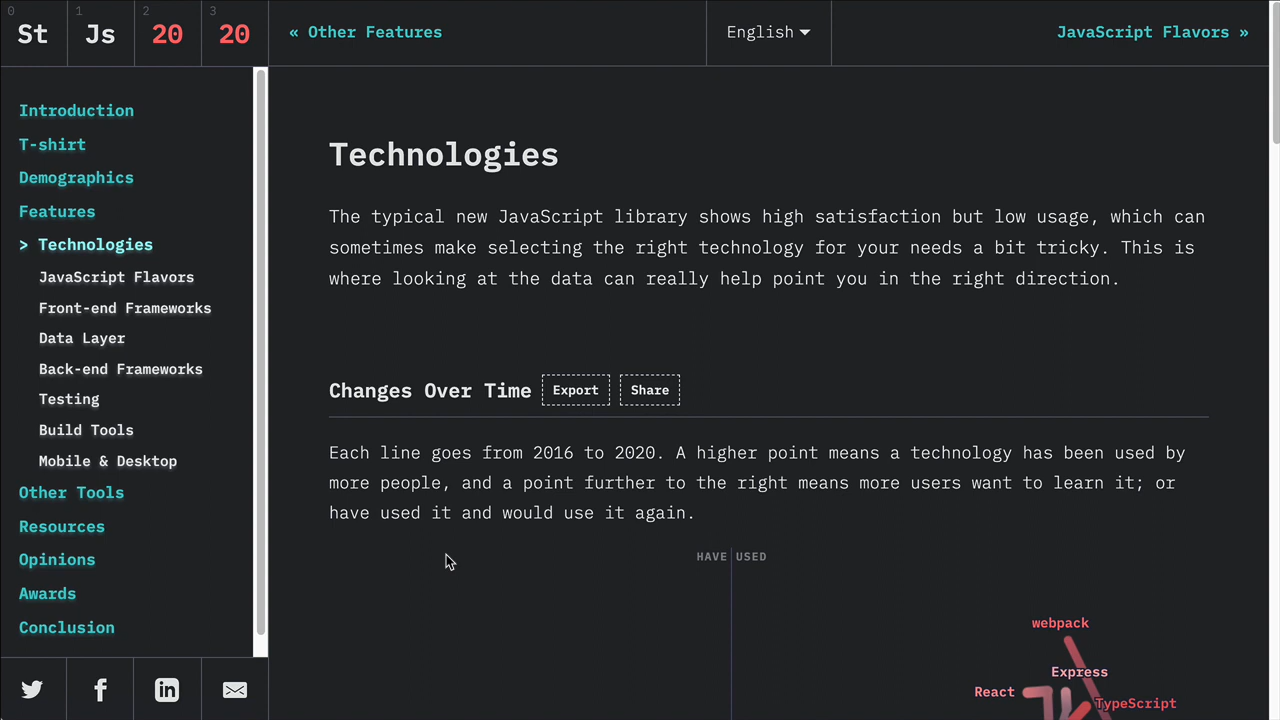 0 1 2 3
St Js 20 20
« Other Features
English
JavaScript Flavors »
Introduction
T-shirt
Demographics
Features
> Technologies
JavaScript Flavors
Front-end Frameworks
Data Layer
Back-end Frameworks
Testing
Build Tools
Mobile & Desktop
Other Tools
Resources
Opinions
Awards
Conclusion
Technologies
The typical new JavaScript library shows high satisfaction but low usage, which can
sometimes make selecting the right technology for your needs a bit tricky. This is
where looking at the data can really help point you in the right direction.
Changes Over Time Export Share
Each line goes from 2016 to 2020. A higher point means a technology has been used by
more people, and a point further to the right means more users want to learn it; or
have used it and would use it again.
HAVE USED
webpack
Express
React
TypeScript